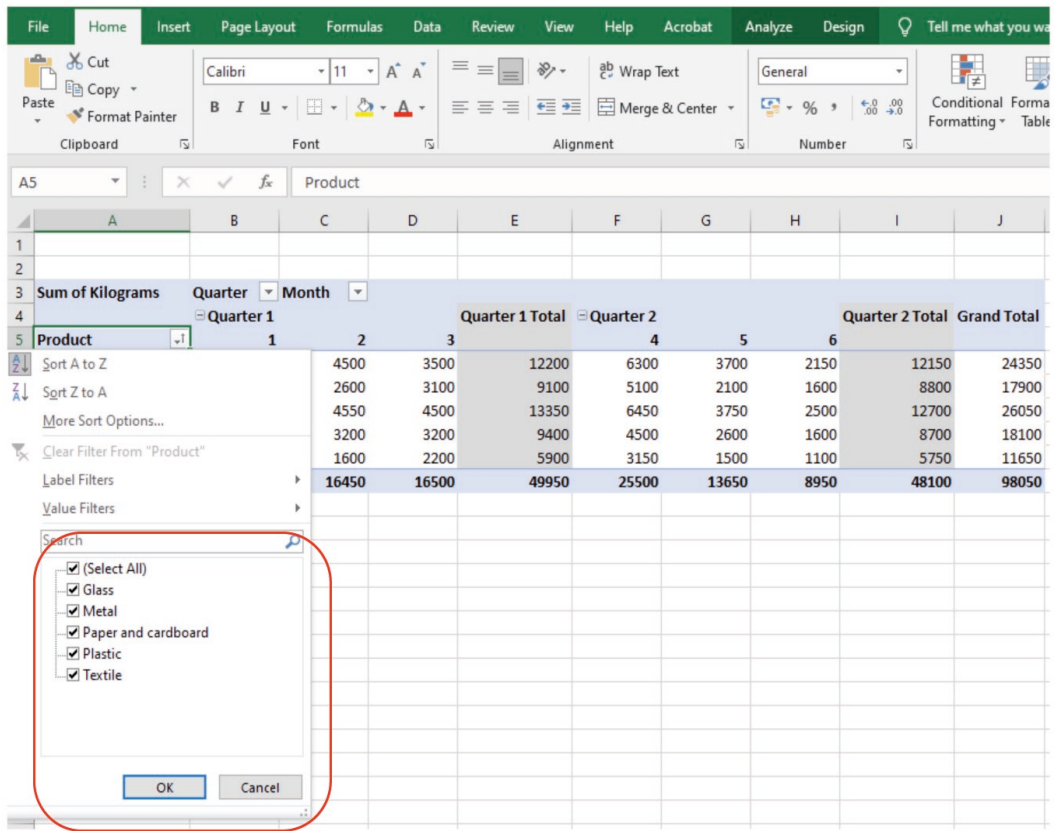 File Home Insert Page Layout Formulas Data Review View Help Acrobat Analyze Design Tell me what you wa
Cut
Copy
Format Painter
Paste
Clipboard
Calibri 11
B I U
Font
ab Wrap Text
Merge & Center
Alignment
General
% ,
Number
Conditional Forma
Formatting Table
A5 fx Product
A B C D E F G H I J
1
2
3 Sum of Kilograms Quarter Month
4 Quarter 1 Quarter 1 Total Quarter 2 Quarter 2 Total Grand Total
5 Product 1 2 3 4 5 6
Sort A to Z 4500 3500 12200 6300 3700 2150 12150 24350
Sort Z to A 2600 3100 9100 5100 2100 1600 8800 17900
More Sort Options... 4550 4500 13350 6450 3750 2500 12700 26050
Clear Filter From "Product" 3200 3200 9400 4500 2600 1600 8700 18100
Label Filters 1600 2200 5900 3150 1500 1100 5750 11650
Value Filters 16450 16500 49950 25500 13650 8950 48100 98050
Search
(Select All)
Glass
Metal
Paper and cardboard
Plastic
Textile
OK Cancel